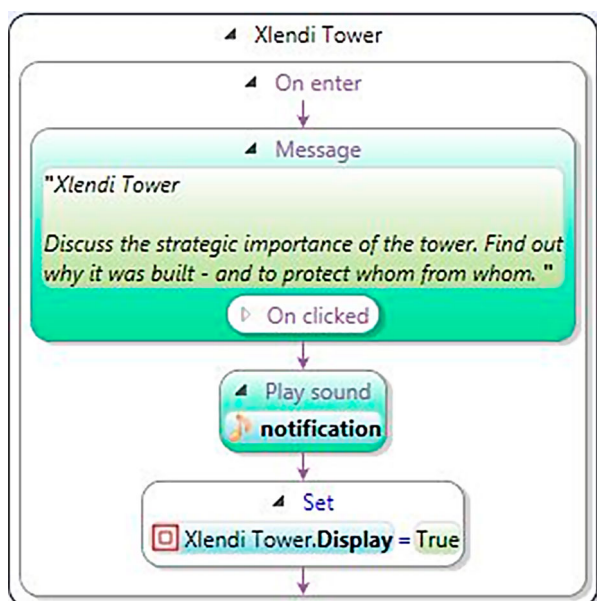 Xlendi Tower
On enter
Message
"Xlendi Tower
Discuss the strategic importance of the tower. Find out
why it was built - and to protect whom from whom. "
On clicked
Play sound
notification
Set
Xlendi Tower.Display = True